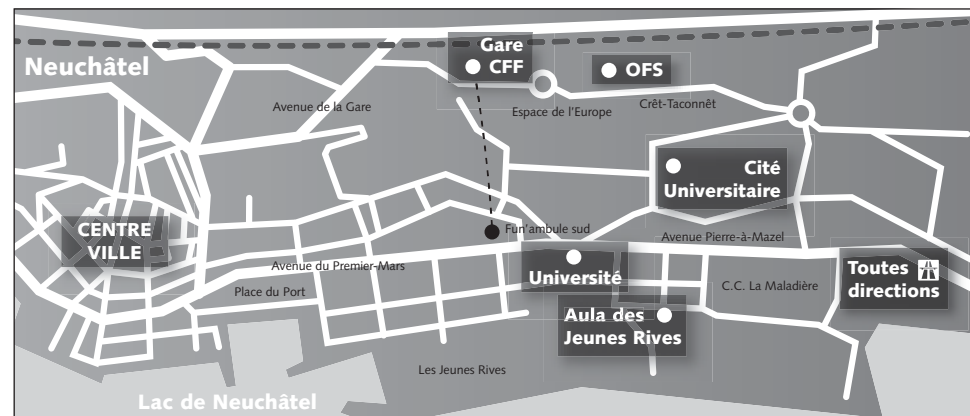 Gare
CFF
Neuchâtel
OFS
Avenue de la Gare
Espace de l'Europe
Crêt-Taconnêt
Cité
Universitaire
CENTRE
VILLE
Fun'ambule sud
Avenue Pierre-à-Mazel
Avenue du Premier-Mars
Université
Toutes
directions
Place du Port
C.C. La Maladière
Aula des
Jeunes Rives
Les Jeunes Rives
Lac de Neuchâtel